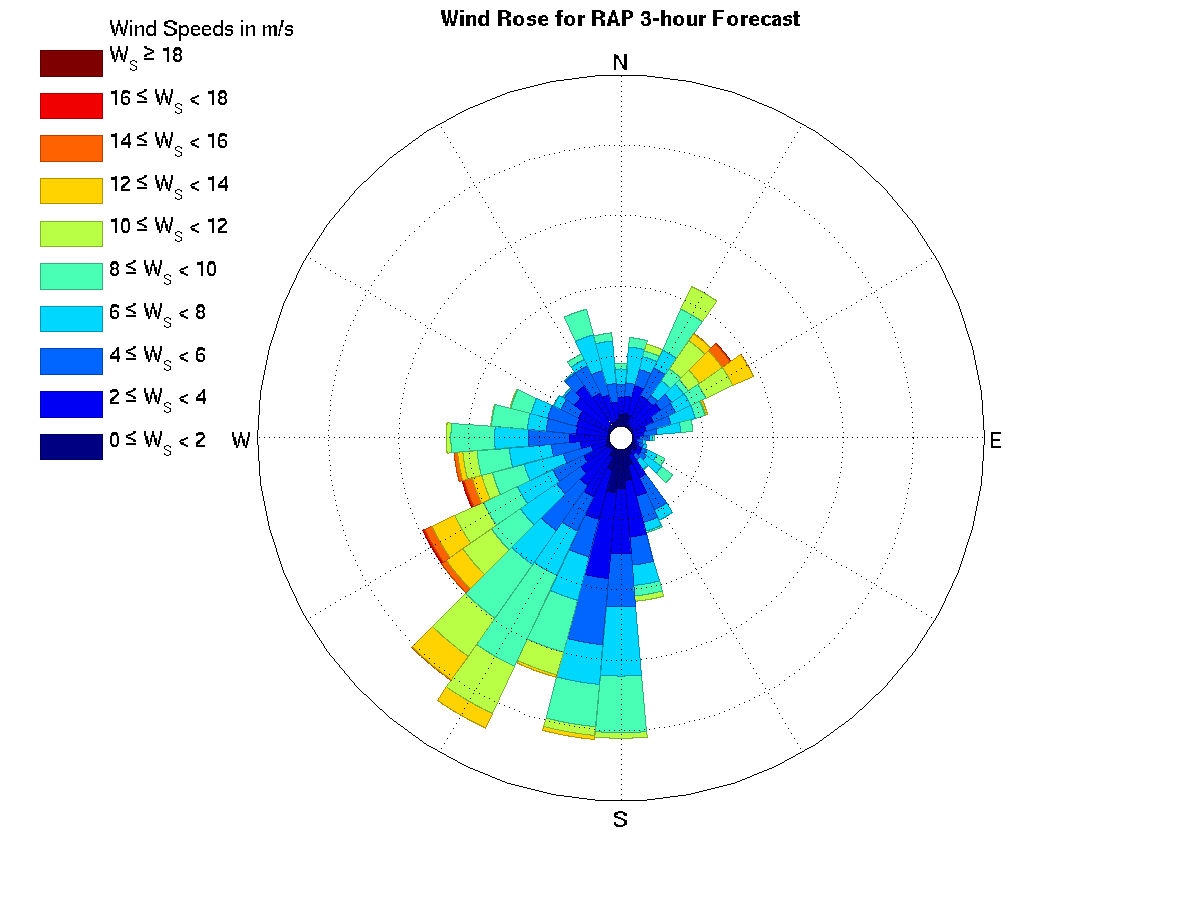 Wind Rose for RAP 3-hour Forecast
Wind Speeds in m/s
W_S ≥ 18
16 ≤ W_S < 18
14 ≤ W_S < 16
12 ≤ W_S < 14
10 ≤ W_S < 12
8 ≤ W_S < 10
6 ≤ W_S < 8
4 ≤ W_S < 6
2 ≤ W_S < 4
0 ≤ W_S < 2
N
W
E
S